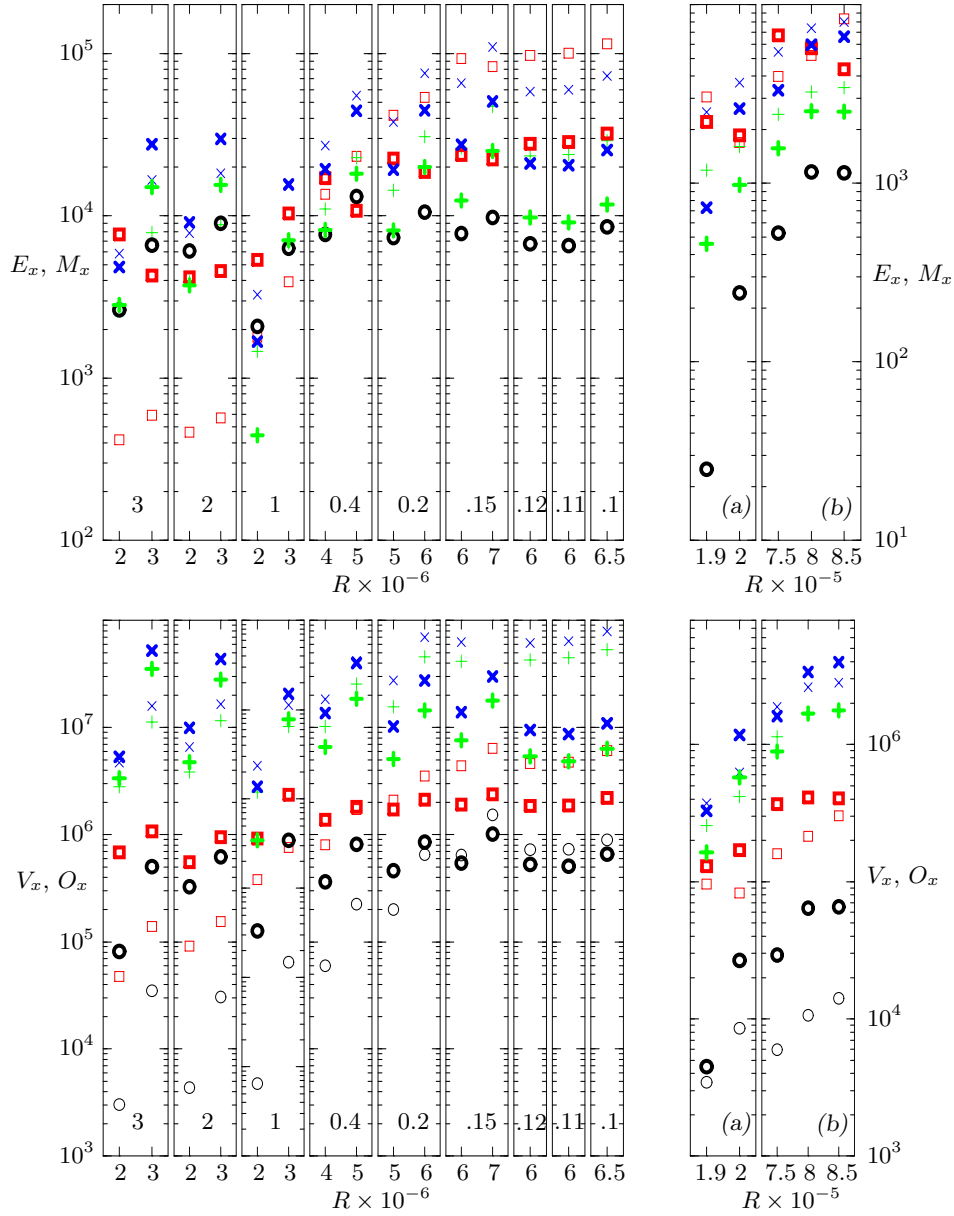 10^5
10^4
E_x, M_x
10^3
10^2
3 2 1 0.4 0.2 .15 .12 .11 .1
2 3 2 3 2 3 4 5 5 6 6 7 6 6 6.5
R × 10^{-6}
(a) (b)
10^3
E_x, M_x
10^2
10^1
1.9 2 7.5 8 8.5
R × 10^{-5}
10^7
10^6
V_x, O_x
10^5
10^4
10^3
3 2 1 0.4 0.2 .15 .12 .11 .1
2 3 2 3 2 3 4 5 5 6 6 7 6 6 6.5
R × 10^{-6}
(a) (b)
10^6
V_x, O_x
10^4
10^3
1.9 2 7.5 8 8.5
R × 10^{-5}